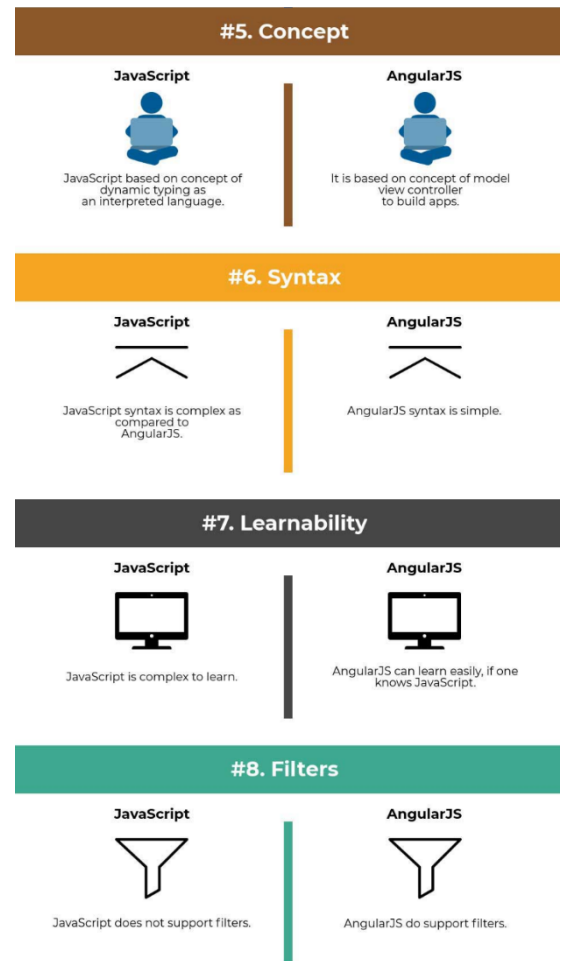 #5. Concept
JavaScript
JavaScript based on concept of
dynamic typing as
an interpreted language.
AngularJS
It is based on concept of model
view controller
to build apps.
#6. Syntax
JavaScript
JavaScript syntax is complex as
compared to
AngularJS.
AngularJS
AngularJS syntax is simple.
#7. Learnability
JavaScript
JavaScript is complex to learn.
AngularJS
AngularJS can learn easily, if one
knows JavaScript.
#8. Filters
JavaScript
JavaScript does not support filters.
AngularJS
AngularJS do support filters.